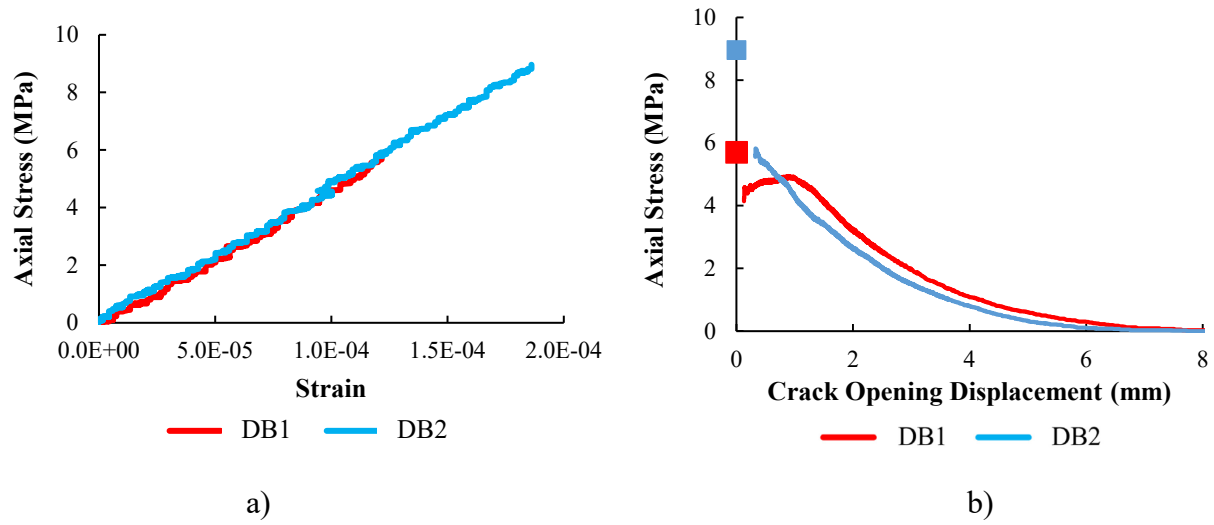 10
8
6
4
2
0
Axial Stress (MPa)
0.0E+00 5.0E-05 1.0E-04 1.5E-04 2.0E-04
Strain
DB1 DB2
a)
10
8
6
4
2
0
Axial Stress (MPa)
0 2 4 6 8
Crack Opening Displacement (mm)
DB1 DB2
b)